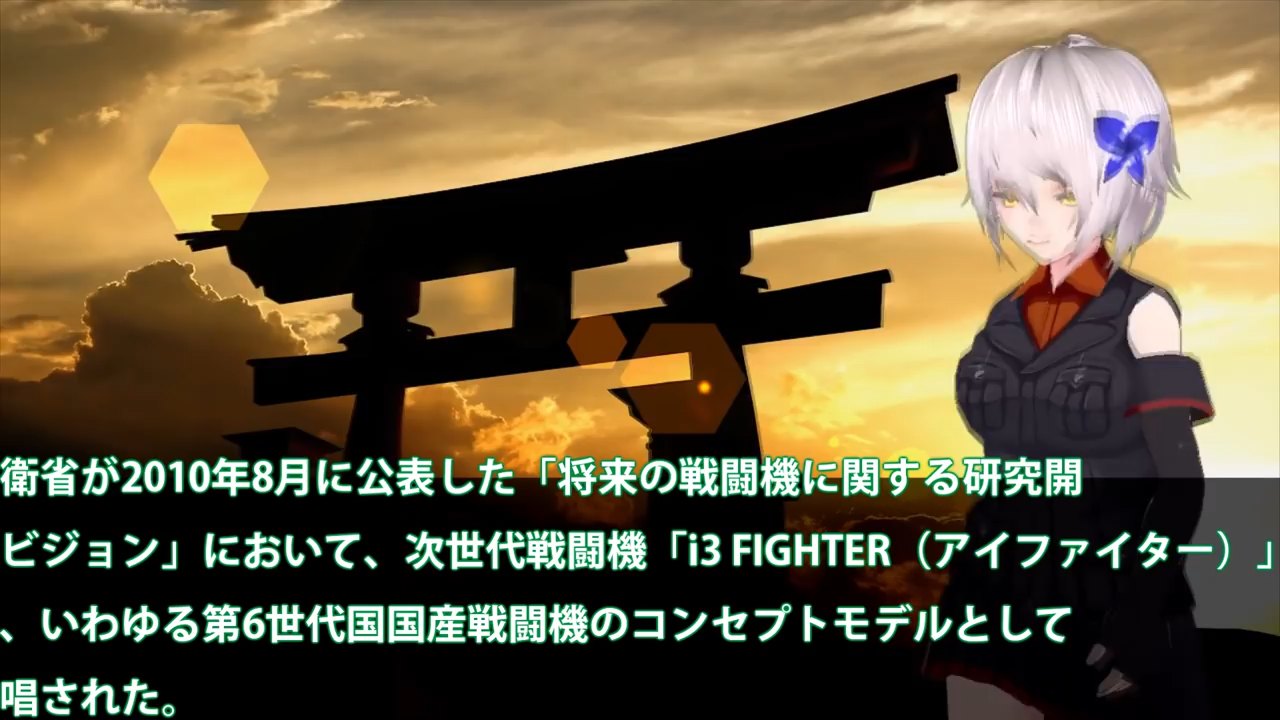 衛省が2010年8月に公表した「将来の戦闘機に関する研究開
ビジョン」において、次世代戦闘機「i3 FIGHTER（アイファイター）」
、いわゆる第6世代国国産戦闘機のコンセプトモデルとして
唱された。